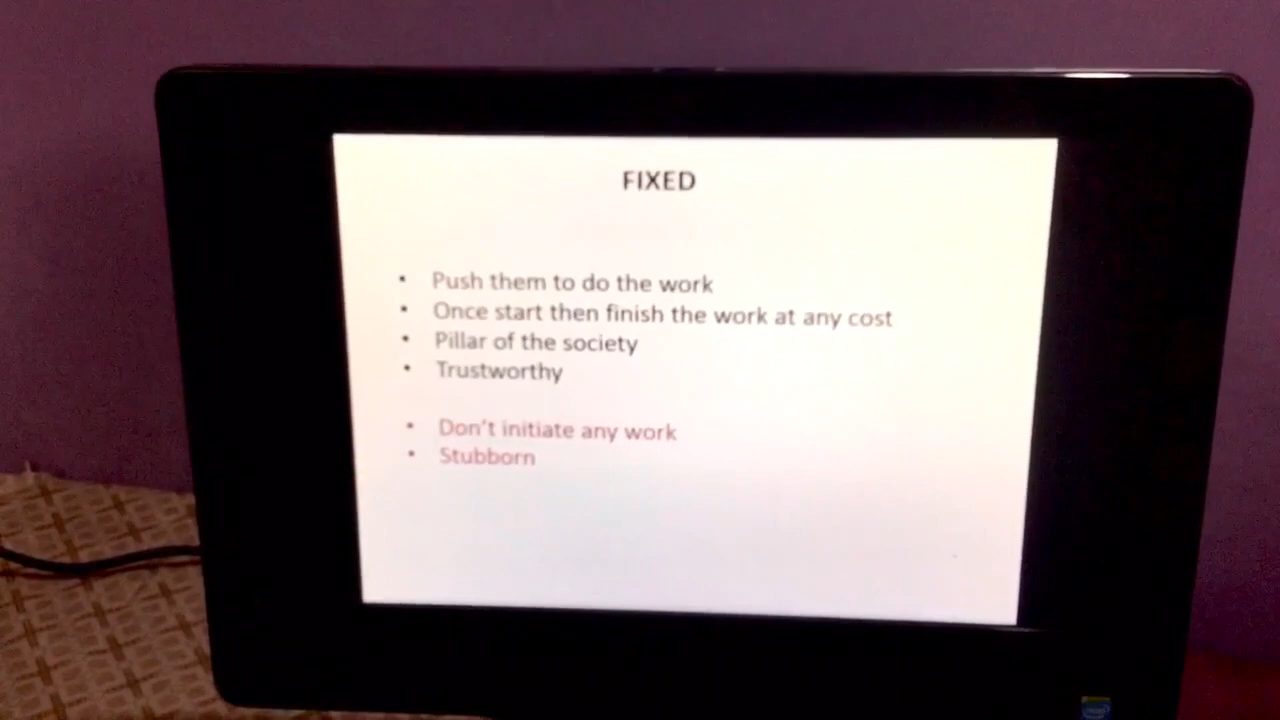 FIXED
• Push them to do the work
• Once start then finish the work at any cost
• Pillar of the society
• Trustworthy
• Don't initiate any work
• Stubborn